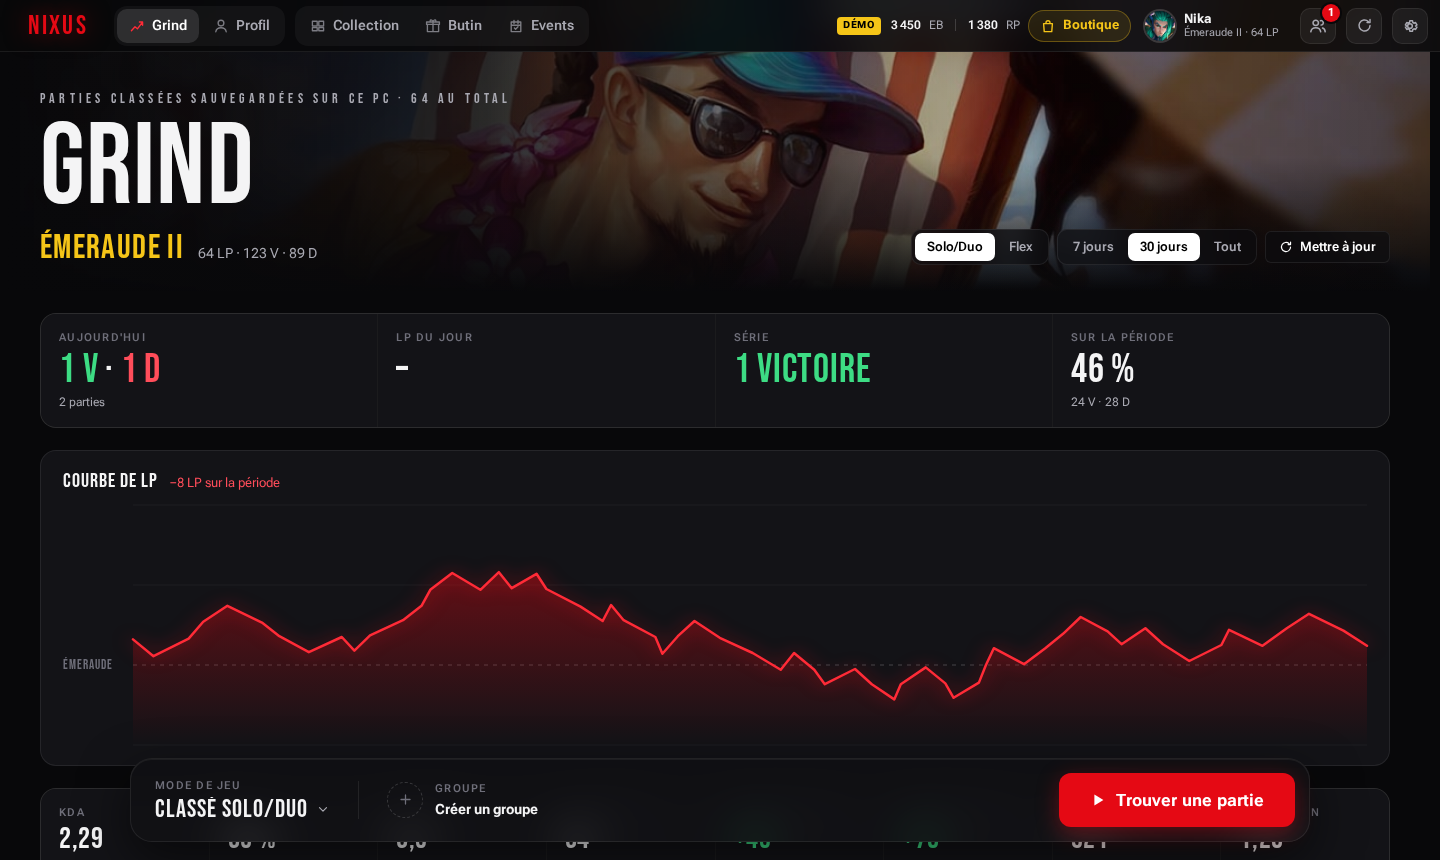 NIXUS
Grind
Profil
Collection
Butin
Events
DÉMO
3 450 EB
1 380 RP
Boutique
Nika
Émeraude II · 64 LP
1
PARTIES CLASSÉES SAUVEGARDÉES SUR CE PC · 64 AU TOTAL
GRIND
ÉMERAUDE II
64 LP · 123 V · 89 D
Solo/Duo
Flex
7 jours
30 jours
Tout
Mettre à jour
AUJOURD'HUI
1 V · 1 D
2 parties
LP DU JOUR
–
SÉRIE
1 VICTOIRE
SUR LA PÉRIODE
46 %
24 V · 28 D
COURBE DE LP
−8 LP sur la période
ÉMERAUDE
MODE DE JEU
CLASSÉ SOLO/DUO
GROUPE
Créer un groupe
Trouver une partie
KDA
2,29